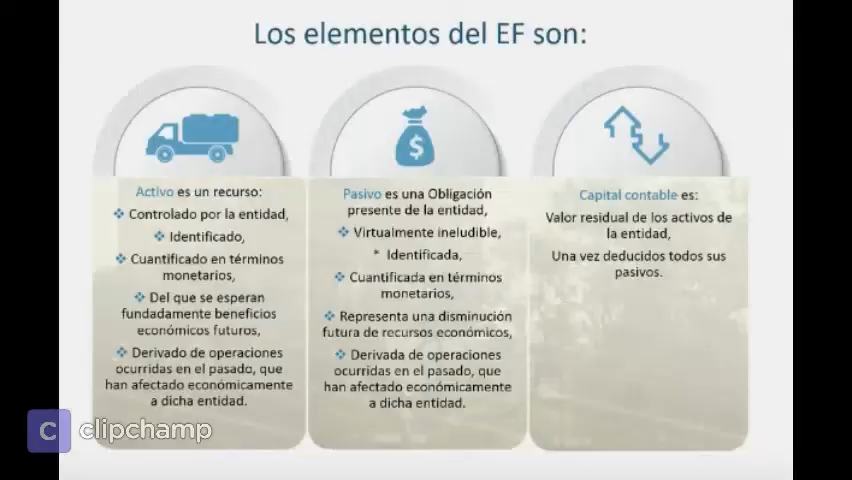 Los elementos del EF son:
Activo es un recurso:
❖ Controlado por la entidad,
❖ Identificado,
❖ Cuantificado en términos
monetarios,
❖ Del que se esperan
fundadamente beneficios
económicos futuros,
❖ Derivado de operaciones
ocurridas en el pasado, que
han afectado económicamente
a dicha entidad.
Pasivo es una Obligación
presente de la entidad,
❖ Virtualmente ineludible,
* Identificada,
❖ Cuantificada en términos
monetarios,
❖ Representa una disminución
futura de recursos económicos,
❖ Derivada de operaciones
ocurridas en el pasado, que
han afectado económicamente
a dicha entidad.
Capital contable es:
Valor residual de los activos de
la entidad,
Una vez deducidos todos sus
pasivos.
$
C clipchamp